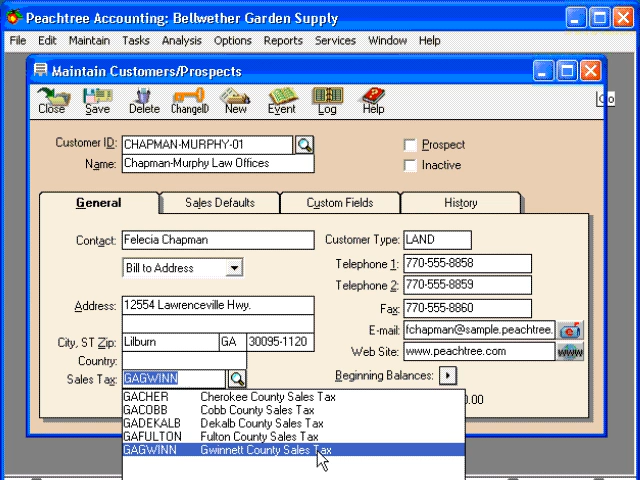 Peachtree Accounting: Bellwether Garden Supply
File Edit Maintain Tasks Analysis Options Reports Services Window Help
Maintain Customers/Prospects
Close Save Delete ChangeID New Event Log Help
Go
Customer ID: CHAPMAN-MURPHY-01
Prospect
Name: Chapman-Murphy Law Offices
Inactive
General Sales Defaults Custom Fields History
Contact: Felecia Chapman Customer Type: LAND
Bill to Address Telephone 1: 770-555-8858
Telephone 2: 770-555-8859
Address: 12554 Lawrenceville Hwy. Fax: 770-555-8860
E-mail: fchapman@sample.peachtree.
City, ST Zip: Lilburn GA 30095-1120 Web Site: www.peachtree.com www
Country:
Sales Tax: GAGWINN Beginning Balances:
GACHER Cherokee County Sales Tax 0.00
GACOBB Cobb County Sales Tax
GADEKALB Dekalb County Sales Tax
GAFULTON Fulton County Sales Tax
GAGWINN Gwinnett County Sales Tax